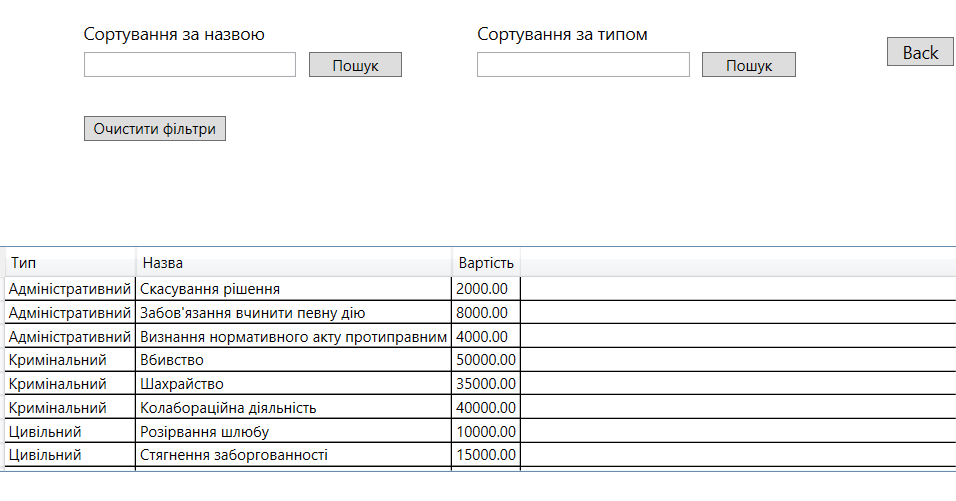 Сортування за назвою Сортування за типом
Пошук Пошук Back
Очистити фільтри
Тип Назва Вартість
Адміністративний Скасування рішення 2000.00
Адміністративний Забов'язання вчинити певну дію 8000.00
Адміністративний Визнання нормативного акту протиправним 4000.00
Кримінальний Вбивство 50000.00
Кримінальний Шахрайство 35000.00
Кримінальний Колабораційна діяльність 40000.00
Цивільний Розірвання шлюбу 10000.00
Цивільний Стягнення заборгованності 15000.00